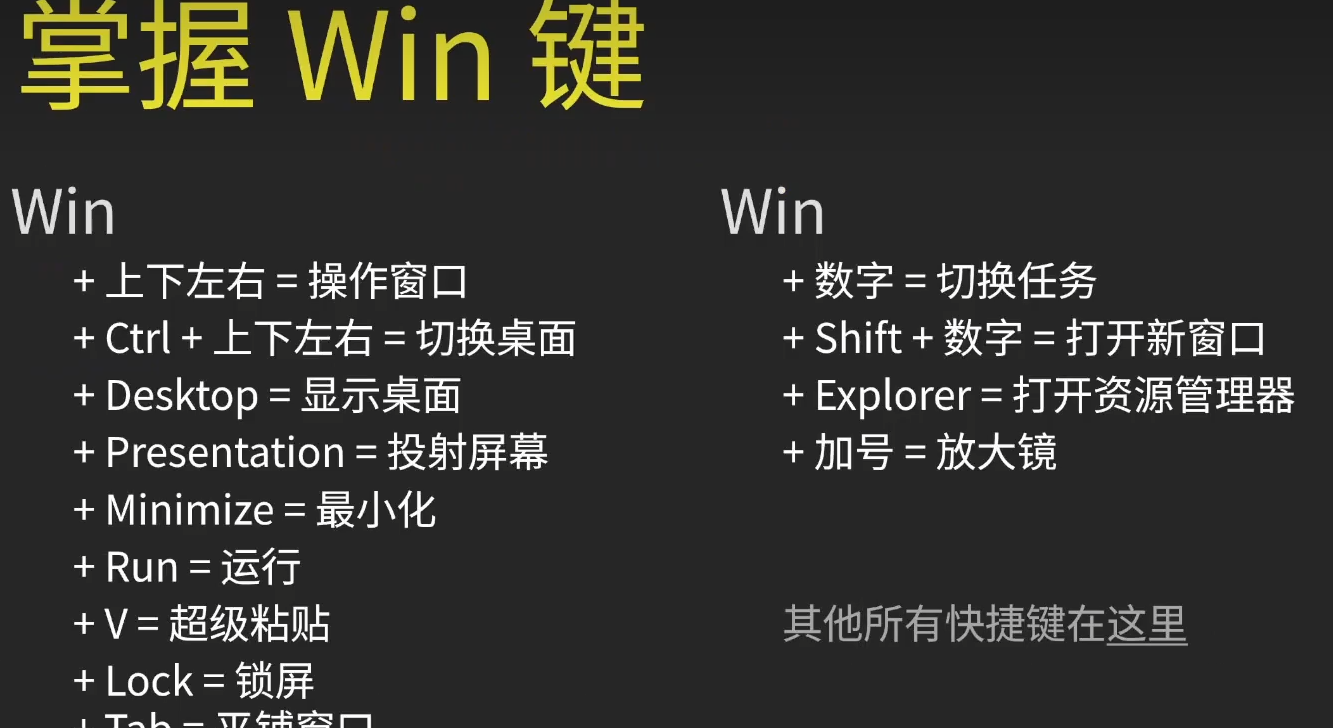 掌握 Win 键
Win
+ 上下左右 = 操作窗口
+ Ctrl + 上下左右 = 切换桌面
+ Desktop = 显示桌面
+ Presentation = 投射屏幕
+ Minimize = 最小化
+ Run = 运行
+ V = 超级粘贴
+ Lock = 锁屏
+ Tab = 平铺窗口
Win
+ 数字 = 切换任务
+ Shift + 数字 = 打开新窗口
+ Explorer = 打开资源管理器
+ 加号 = 放大镜
其他所有快捷键在这里